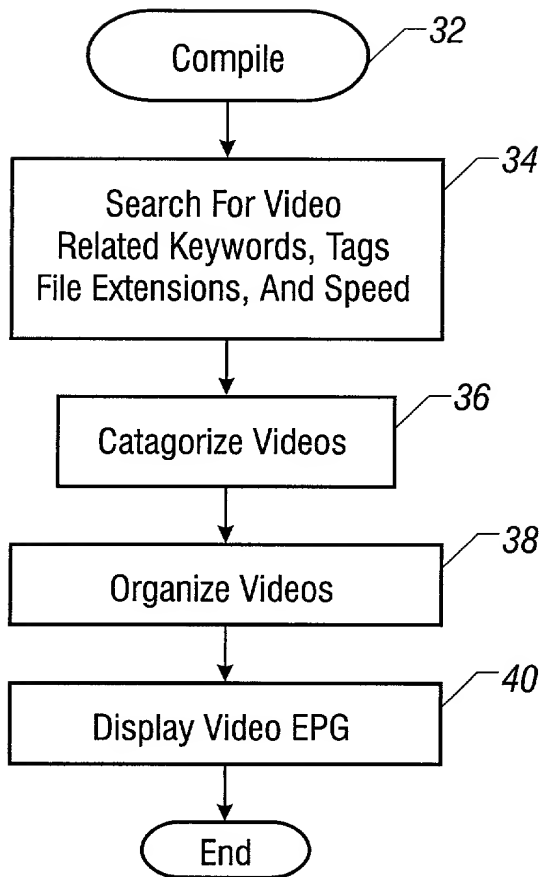 Compile
32
34
Search For Video
Related Keywords, Tags
File Extensions, And Speed
36
Catagorize Videos
38
Organize Videos
40
Display Video EPG
End